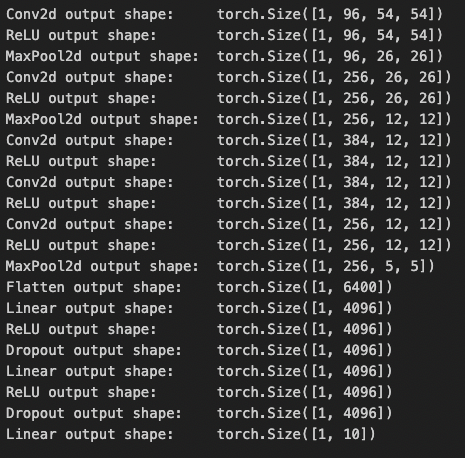 Conv2d output shape:     torch.Size([1, 96, 54, 54])
ReLU output shape:       torch.Size([1, 96, 54, 54])
MaxPool2d output shape:  torch.Size([1, 96, 26, 26])
Conv2d output shape:     torch.Size([1, 256, 26, 26])
ReLU output shape:       torch.Size([1, 256, 26, 26])
MaxPool2d output shape:  torch.Size([1, 256, 12, 12])
Conv2d output shape:     torch.Size([1, 384, 12, 12])
ReLU output shape:       torch.Size([1, 384, 12, 12])
Conv2d output shape:     torch.Size([1, 384, 12, 12])
ReLU output shape:       torch.Size([1, 384, 12, 12])
Conv2d output shape:     torch.Size([1, 256, 12, 12])
ReLU output shape:       torch.Size([1, 256, 12, 12])
MaxPool2d output shape:  torch.Size([1, 256, 5, 5])
Flatten output shape:    torch.Size([1, 6400])
Linear output shape:     torch.Size([1, 4096])
ReLU output shape:       torch.Size([1, 4096])
Dropout output shape:    torch.Size([1, 4096])
Linear output shape:     torch.Size([1, 4096])
ReLU output shape:       torch.Size([1, 4096])
Dropout output shape:    torch.Size([1, 4096])
Linear output shape:     torch.Size([1, 10])